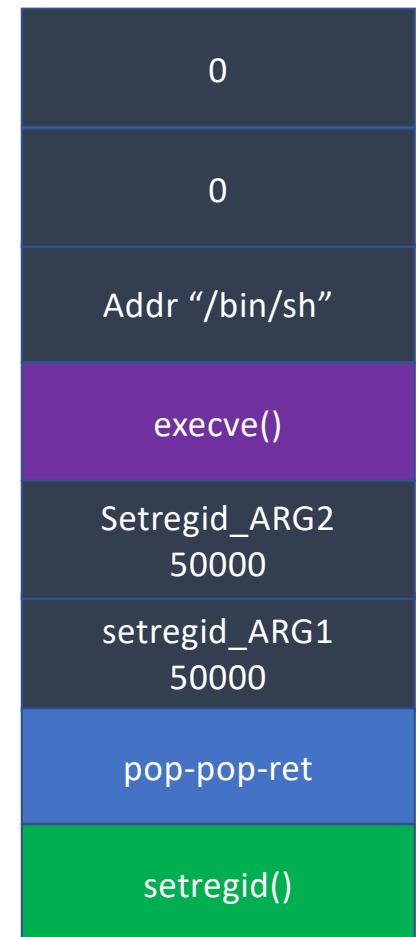 0
0
Addr “/bin/sh”
execve()
Setregid_ARG2
50000
setregid_ARG1
50000
pop-pop-ret
setregid()